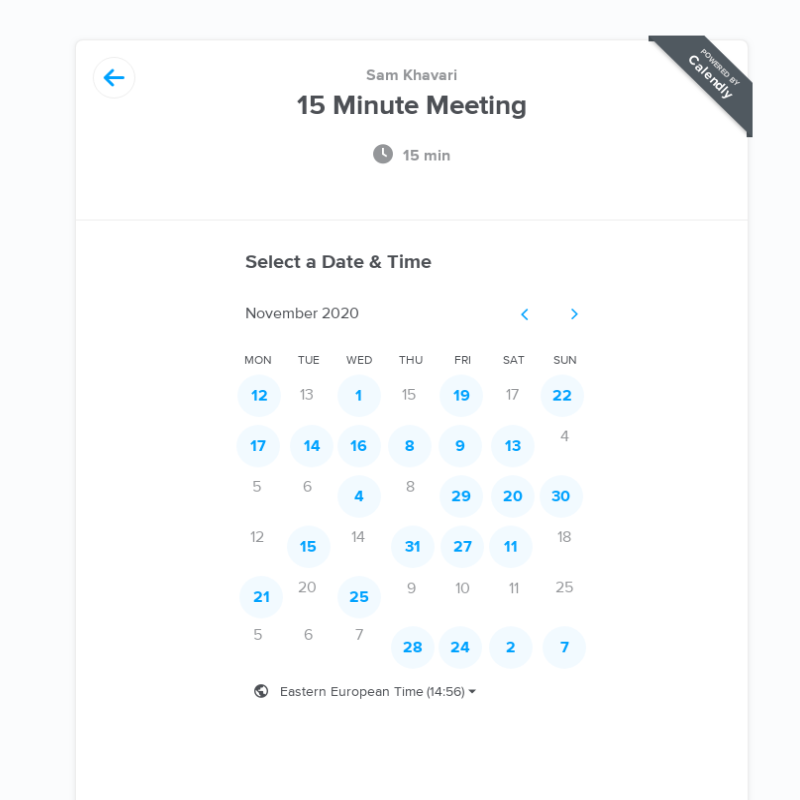 Sam Khavari
POWERED BY
Calendly
15 Minute Meeting
15 min
Select a Date & Time
November 2020
MON TUE WED THU FRI SAT SUN
12 13 1 15 19 17 22
17 14 16 8 9 13 4
5 6 4 8 29 20 30
12 15 14 31 27 11 18
21 20 25 9 10 11 25
5 6 7 28 24 2 7
Eastern European Time (14:56)